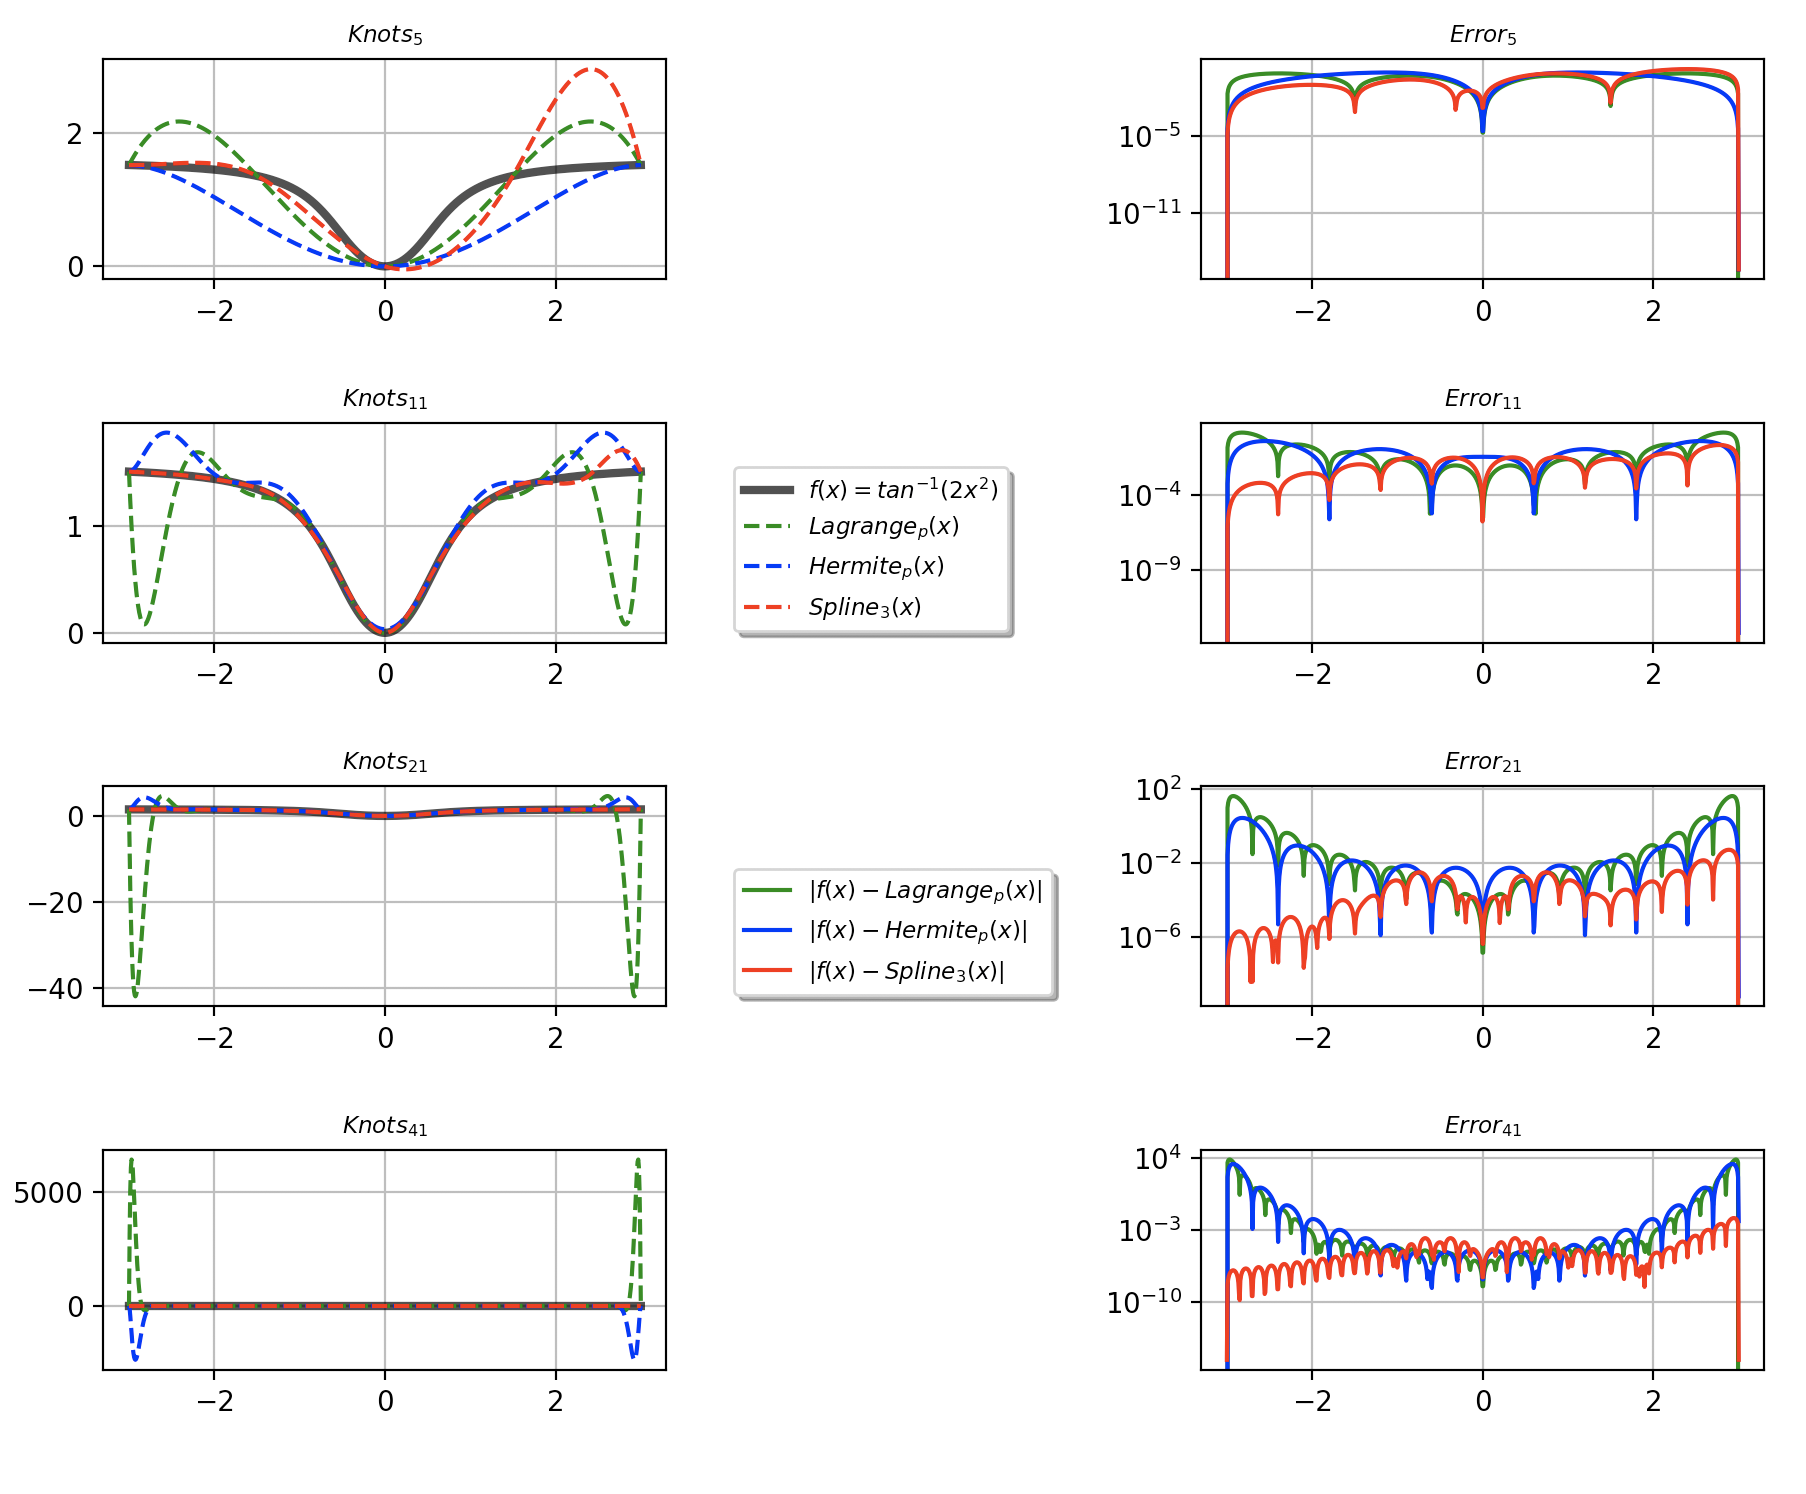 Knots₅
2
0
−2 0 2
Error₅
10⁻⁵
10⁻¹¹
−2 0 2
Knots₁₁
1
0
−2 0 2
f(x) = tan⁻¹(2x²)
Lagrangeₚ(x)
Hermiteₚ(x)
Spline₃(x)
Error₁₁
10⁻⁴
10⁻⁹
−2 0 2
Knots₂₁
0
−20
−40
−2 0 2
|f(x) − Lagrangeₚ(x)|
|f(x) − Hermiteₚ(x)|
|f(x) − Spline₃(x)|
Error₂₁
10²
10⁻²
10⁻⁶
−2 0 2
Knots₄₁
5000
0
−2 0 2
Error₄₁
10⁴
10⁻³
10⁻¹⁰
−2 0 2